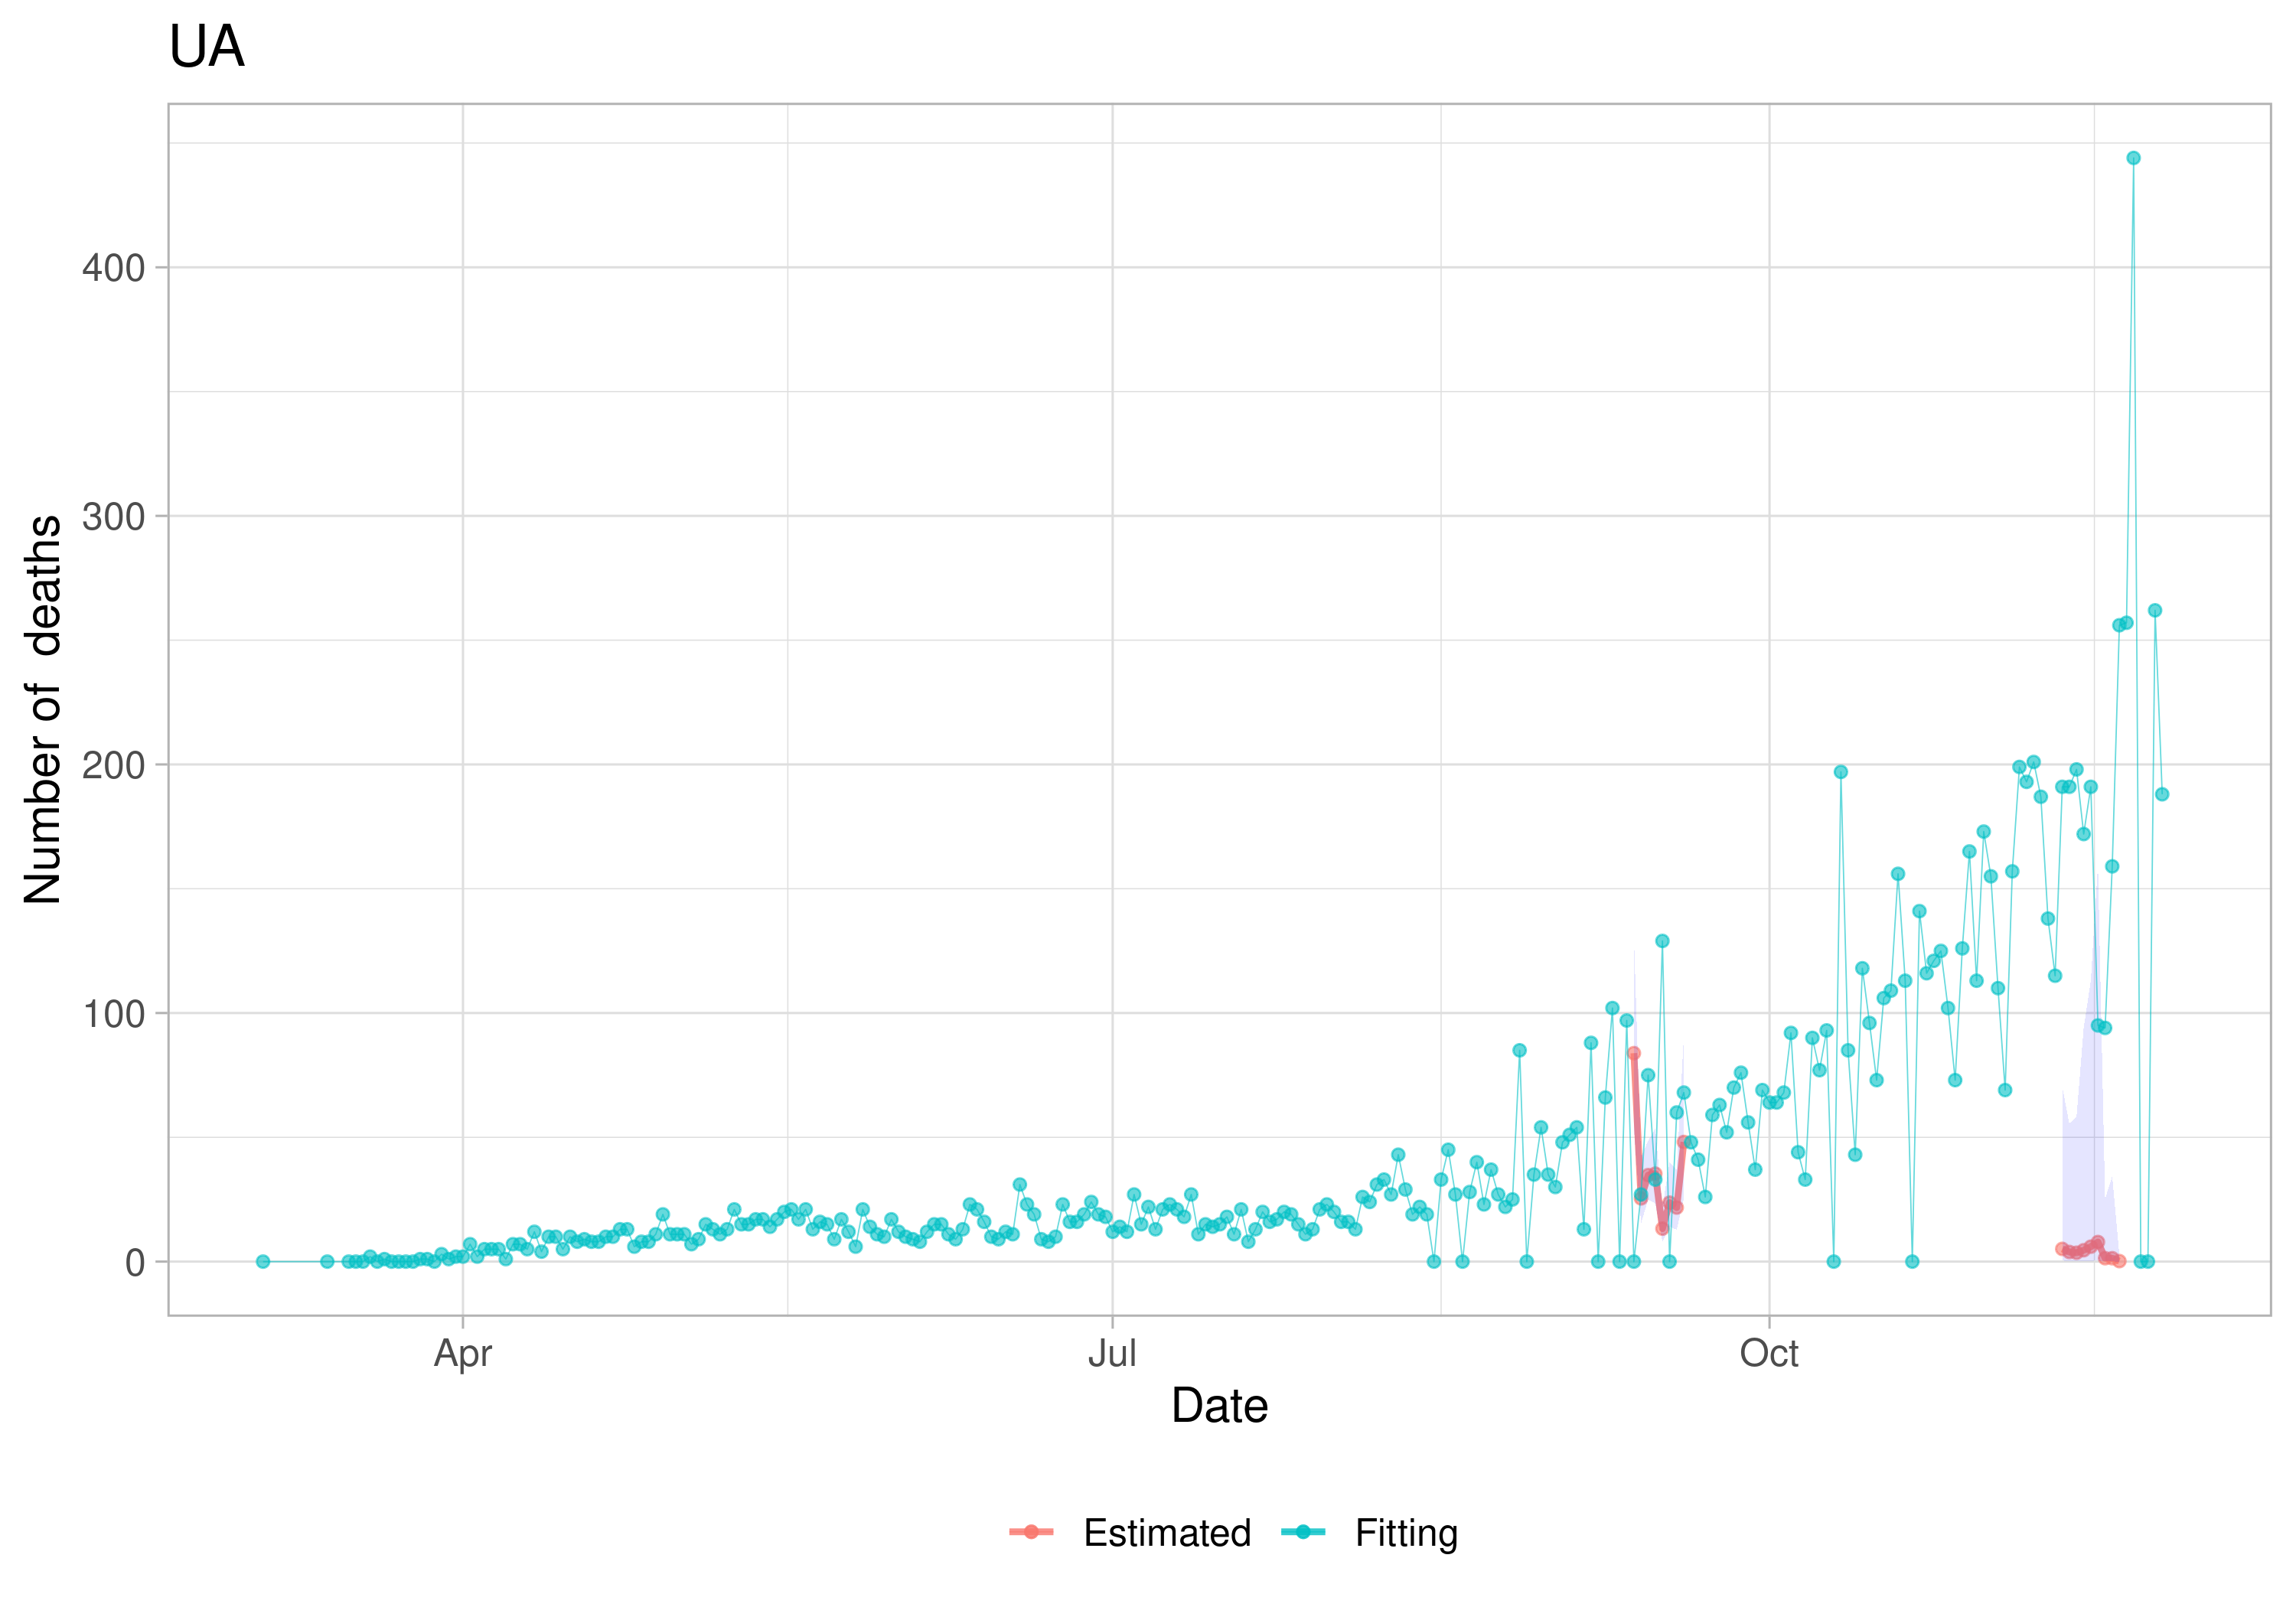 UA
Number of  deaths
400
300
200
100
0
Apr
Jul
Oct
Date
Estimated
Fitting